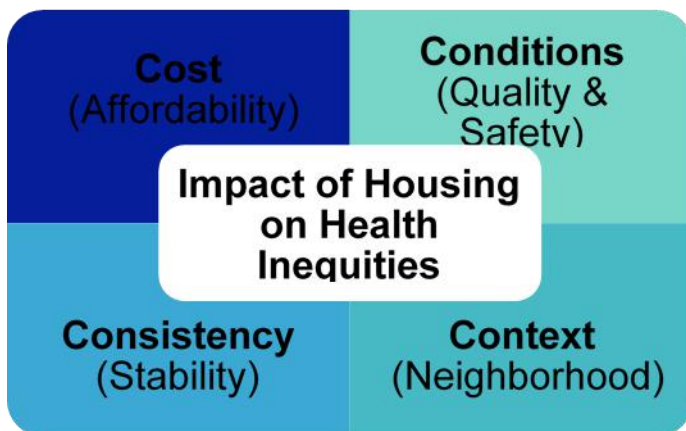 Cost
(Affordability)
Conditions
(Quality &
Safety)
Impact of Housing
on Health
Inequities
Consistency
(Stability)
Context
(Neighborhood)